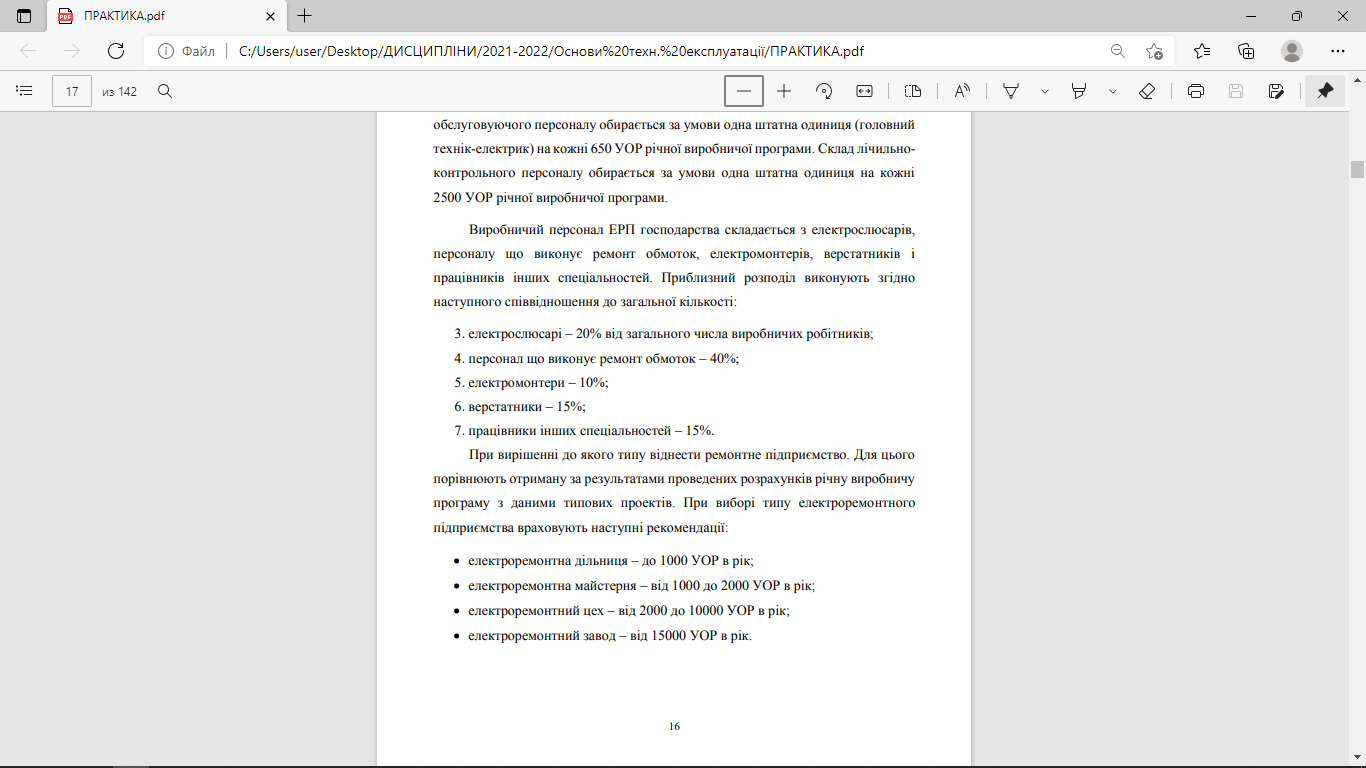 ПРАКТИКА.pdf
Файл
C:/Users/user/Desktop/ДИСЦИПЛІНИ/2021-2022/Основи%20техн.%20експлуатації/ПРАКТИКА.pdf
17 из 142
обслуговуючого персоналу обирається за умови одна штатна одиниця (головний
технік-електрик) на кожні 650 УОР річної виробничої програми. Склад лічильно-
контрольного персоналу обирається за умови одна штатна одиниця на кожні
2500 УОР річної виробничої програми.
Виробничий персонал ЕРП господарства складається з електрослюсарів,
персоналу що виконує ремонт обмоток, електромонтерів, верстатників і
працівників інших спеціальностей. Приблизний розподіл виконують згідно
наступного співвідношення до загальної кількості:
3. електрослюсарі – 20% від загального числа виробничих робітників;
4. персонал що виконує ремонт обмоток – 40%;
5. електромонтери – 10%;
6. верстатники – 15%;
7. працівники інших спеціальностей – 15%.
При вирішенні до якого типу віднести ремонтне підприємство. Для цього
порівнюють отриману за результатами проведених розрахунків річну виробничу
програму з даними типових проектів. При виборі типу електроремонтного
підприємства враховують наступні рекомендації:
• електроремонтна дільниця – до 1000 УОР в рік;
• електроремонтна майстерня – від 1000 до 2000 УОР в рік;
• електроремонтний цех – від 2000 до 10000 УОР в рік;
• електроремонтний завод – від 15000 УОР в рік.
16